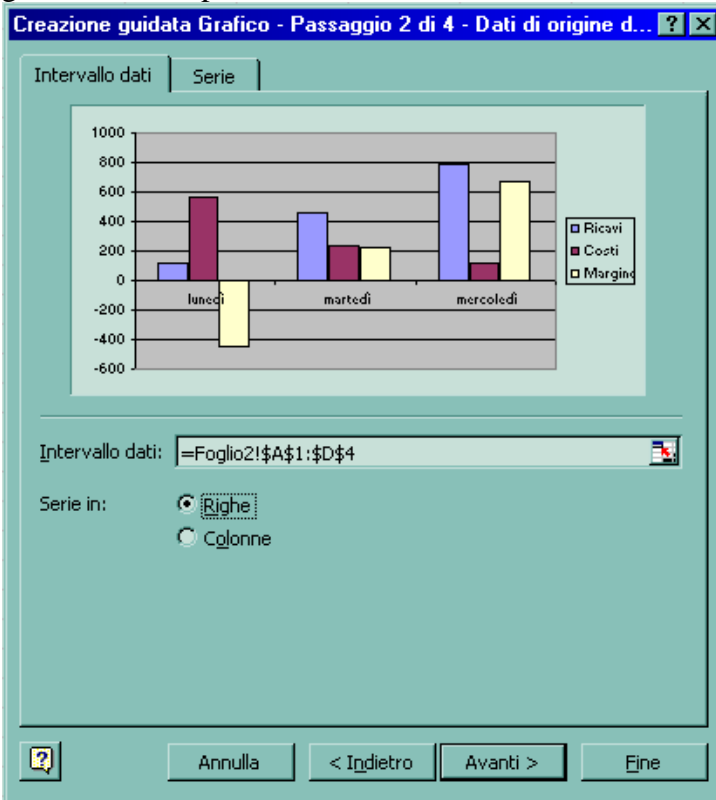 Creazione guidata Grafico - Passaggio 2 di 4 - Dati di origine d...
Intervallo dati
Serie
1000
800
600
400
200
0
-200
-400
-600
lunedì
martedì
mercoledì
Ricavi
Costi
Margine
Intervallo dati:
=Foglio2!$A$1:$D$4
Serie in:
Righe
Colonne
Annulla
< Indietro
Avanti >
Fine